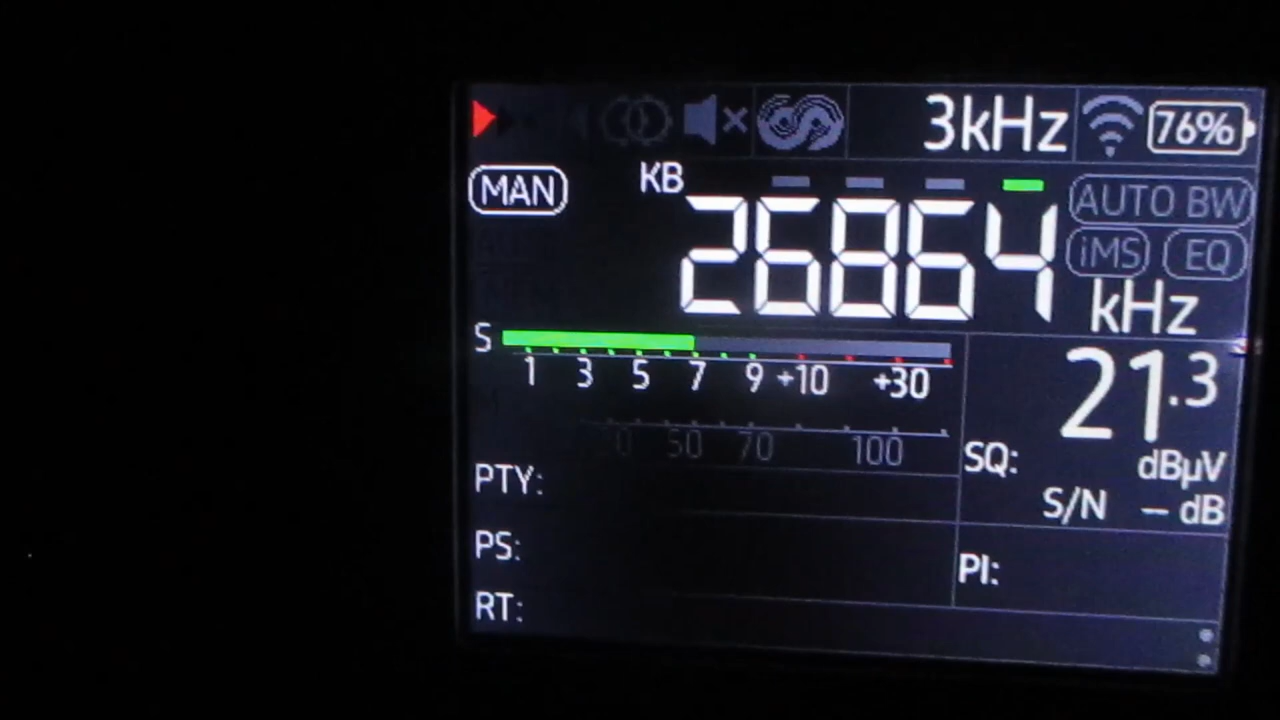 3kHz 76%
MAN KB AUTO BW
26864 iMS EQ
kHz
S
1 3 5 7 9 +10 +30
21.3
50 70 100
SQ: dBµV
PTY: S/N -- dB
PS: PI:
RT: